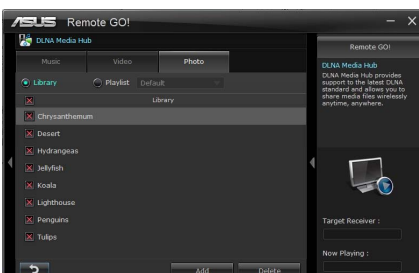 ASUS Remote GO!
DLNA Media Hub
Music Video Photo
Library Playlist Default
Library
Chrysanthemum
Desert
Hydrangeas
Jellyfish
Koala
Lighthouse
Penguins
Tulips
Add Delete
Remote GO!
DLNA Media Hub
DLNA Media Hub provides
support to the latest DLNA
standard and allows you to
share media files wirelessly
anytime, anywhere.
Target Receiver :
Now Playing :